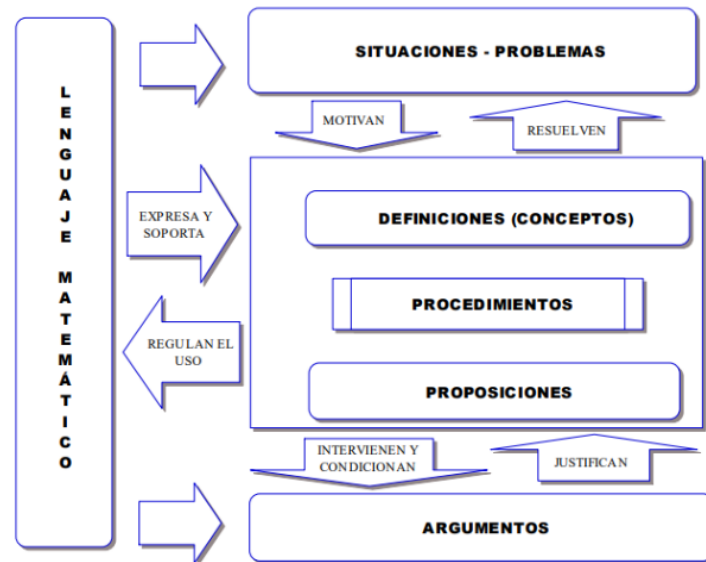 LENGUAJE MATEMÁTICO
SITUACIONES - PROBLEMAS
MOTIVAN
RESUELVEN
EXPRESA Y
SOPORTA
DEFINICIONES (CONCEPTOS)
PROCEDIMIENTOS
REGULAN EL
USO
PROPOSICIONES
INTERVIENEN Y
CONDICIONAN
JUSTIFICAN
ARGUMENTOS